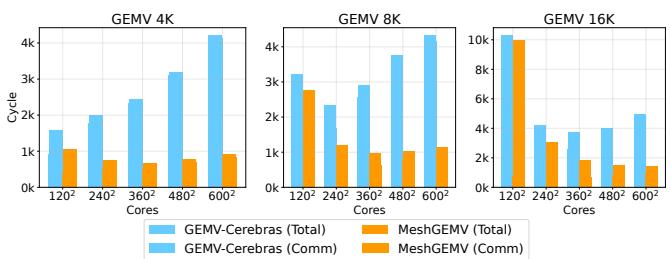 GEMV 4K
GEMV 8K
GEMV 16K
Cycle
4k
3k
2k
1k
0k
120² 240² 360² 480² 600²
Cores
4k
3k
2k
1k
0k
120² 240² 360² 480² 600²
Cores
10k
8k
6k
4k
2k
0k
120² 240² 360² 480² 600²
Cores
GEMV-Cerebras (Total)
GEMV-Cerebras (Comm)
MeshGEMV (Total)
MeshGEMV (Comm)